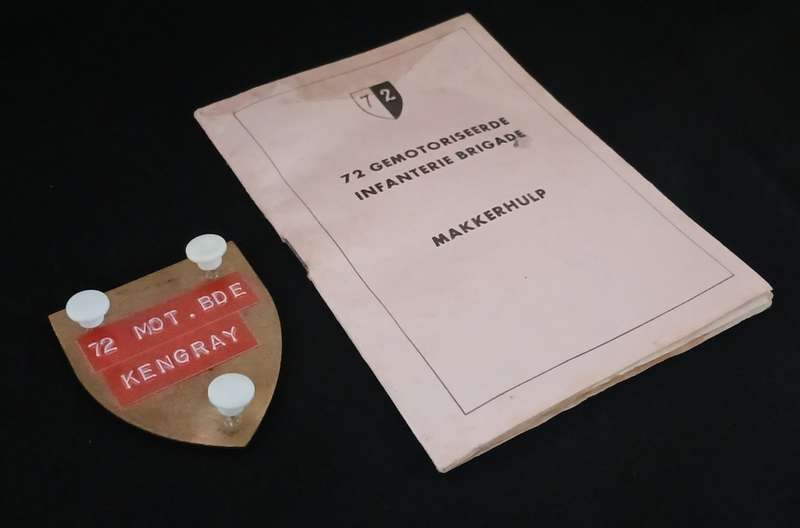 72
72 GEMOTORISEERDE
INFANTERIE BRIGADE
MAKKERHULP
72 MOT.BDE
KENGRAY